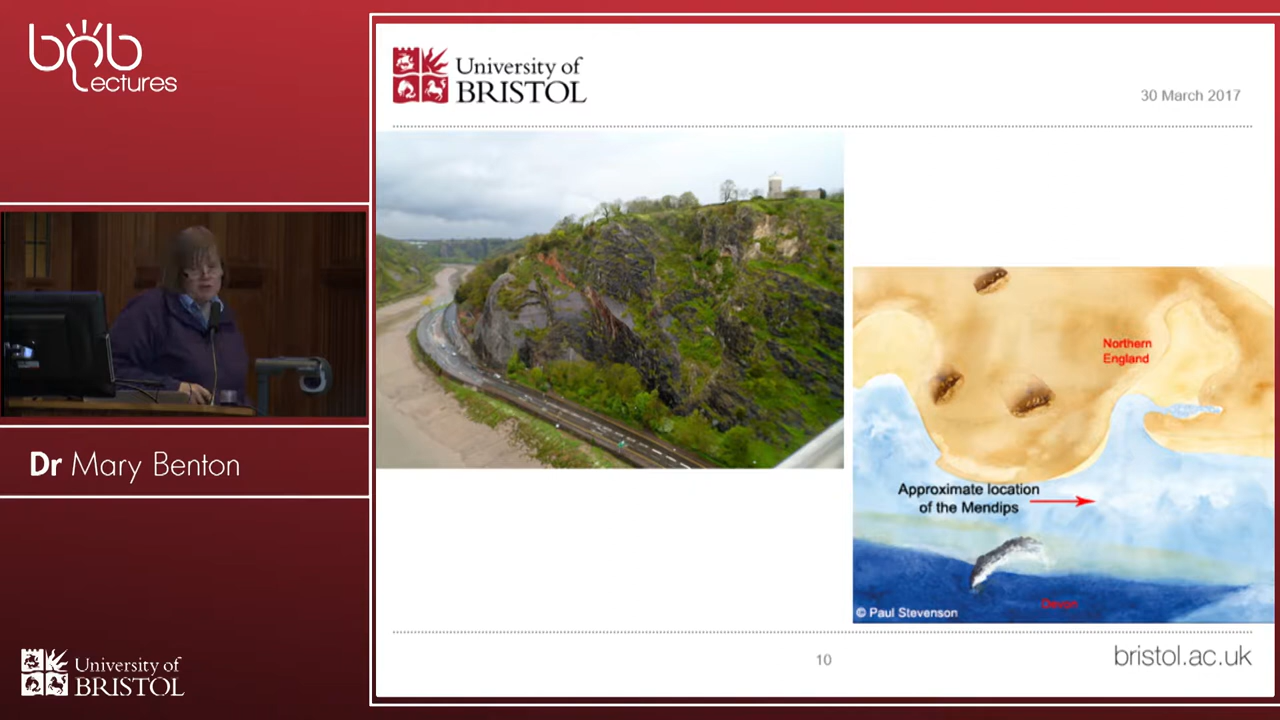 bob
Lectures
University of
BRISTOL
30 March 2017
Northern
England
Approximate location
of the Mendips
Devon
© Paul Stevenson
Dr Mary Benton
10
bristol.ac.uk
University of
BRISTOL